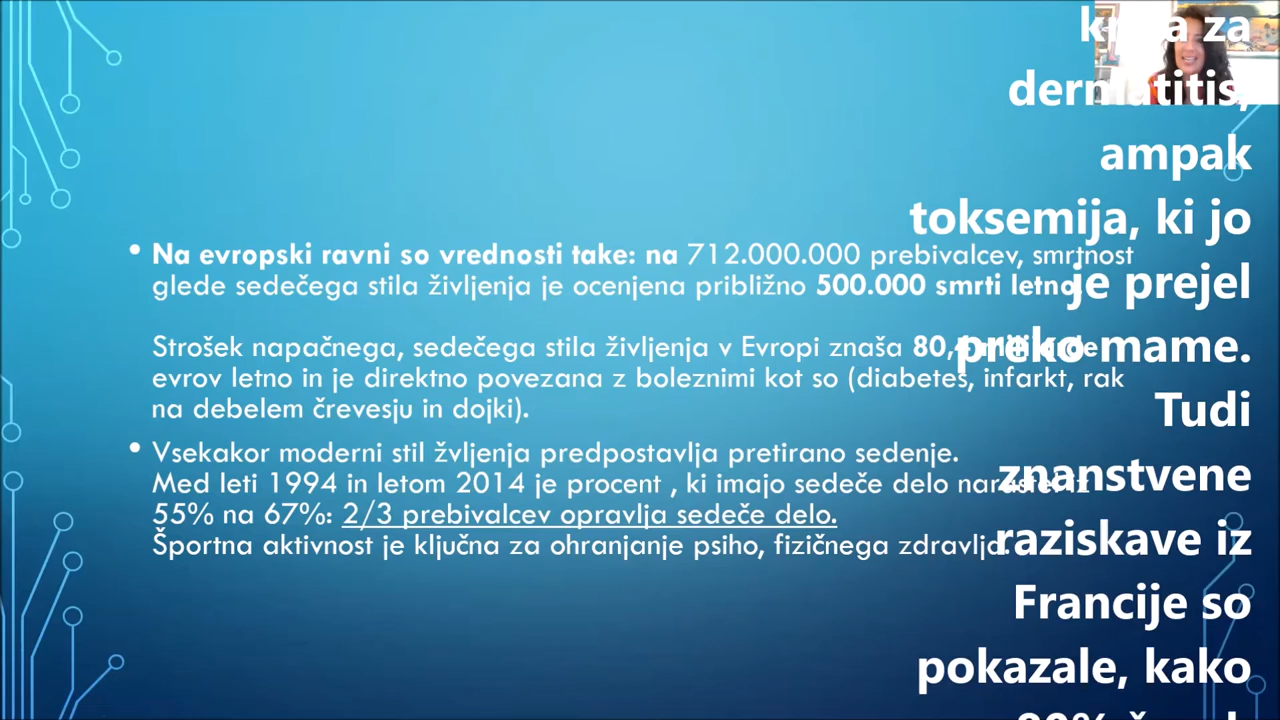 • Na evropski ravni so vrednosti take: na 712.000.000 prebivalcev, smrtnost
glede sedečega stila življenja je ocenjena približno 500.000 smrti letno
Strošek napačnega, sedečega stila življenja v Evropi znaša 80,
evrov letno in je direktno povezana z boleznimi kot so (diabetes, infarkt, rak
na debelem črevesju in dojki).
• Vsekakor moderni stil žvljenja predpostavlja pretirano sedenje.
Med leti 1994 in letom 2014 je procent , ki imajo sedeče delo iz
55% na 67%: 2/3 prebivalcev opravlja sedeče delo.
Športna aktivnost je ključna za ohranjanje psiho, fizičnega zdravlja.
za
dermatitis,
ampak
toksemija, ki jo
je prejel
preko mame.
Tudi
znanstvene
raziskave iz
Francije so
pokazale, kako